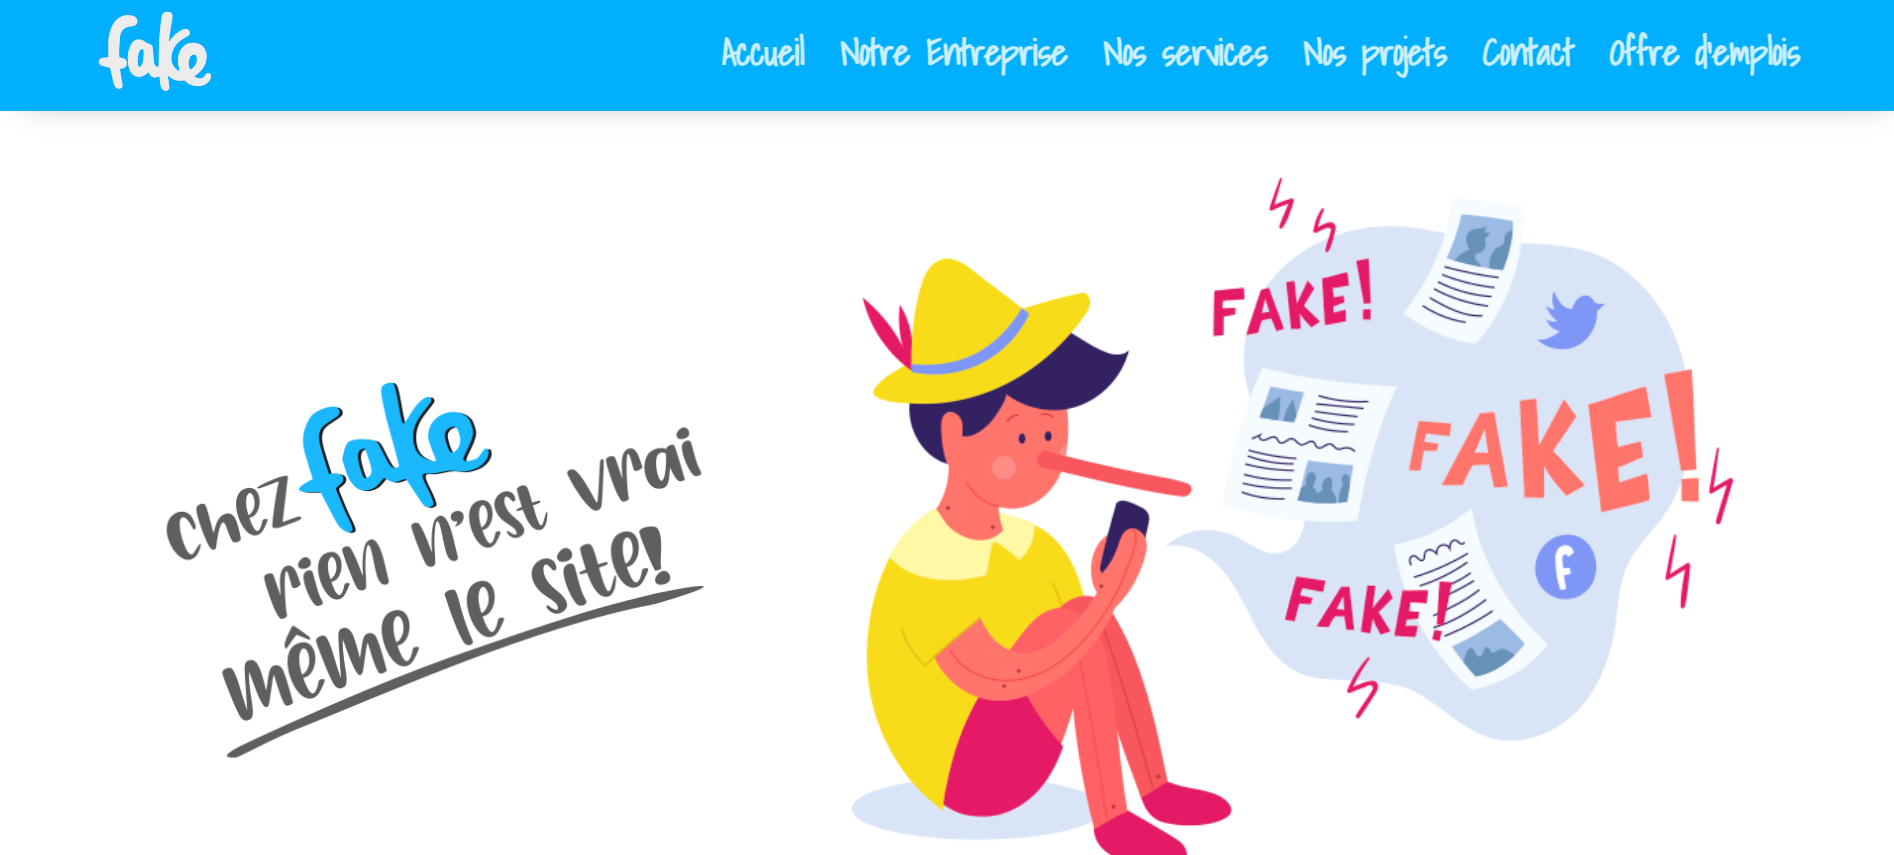 fake
Accueil Notre Entreprise Nos services Nos projets Contact Offre d'emplois
chez fake
rien n'est vrai
même le site!
FAKE!
FAKE!
f
FAKE!